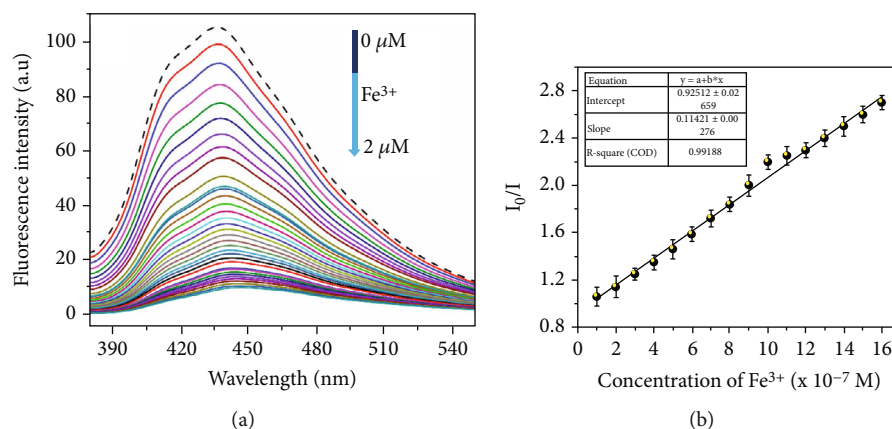 100
80
60
40
20
0
Fluorescence intensity (a.u)
390
420
450
480
510
540
Wavelength (nm)
0 μM
Fe³⁺
2 μM
(a)
2.8
2.4
2.0
1.6
1.2
0.8
I₀/I
Equation y = a+b*x
Intercept 0.92512 ± 0.02
659
Slope 0.11421 ± 0.00
276
R-square (COD) 0.99188
0 2 4 6 8 10 12 14 16
Concentration of Fe³⁺ (x 10⁻⁷ M)
(b)